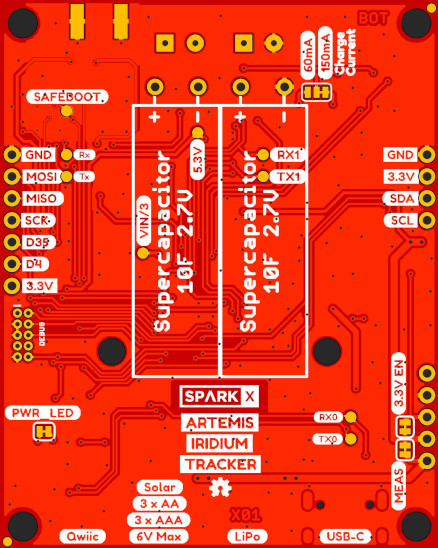 BOT
60mA
150mA
Charge
Current
SAFEBOOT
+
-
+
-
5.3V
GND
Rx
MOSI
Tx
MISO
SCK
D35
D4
3.3V
RX1
TX1
GND
3.3V
SDA
SCL
VIN/3
Supercapacitor
10F 2.7V
Supercapacitor
10F 2.7V
DEBUG
PWR_LED
SPARK X
ARTEMIS
IRIDIUM
TRACKER
RX0
TX0
3.3V EN
MEAS
Solar
3 x AA
3 x AAA
6V Max
X01
Qwiic
LiPo
USB-C